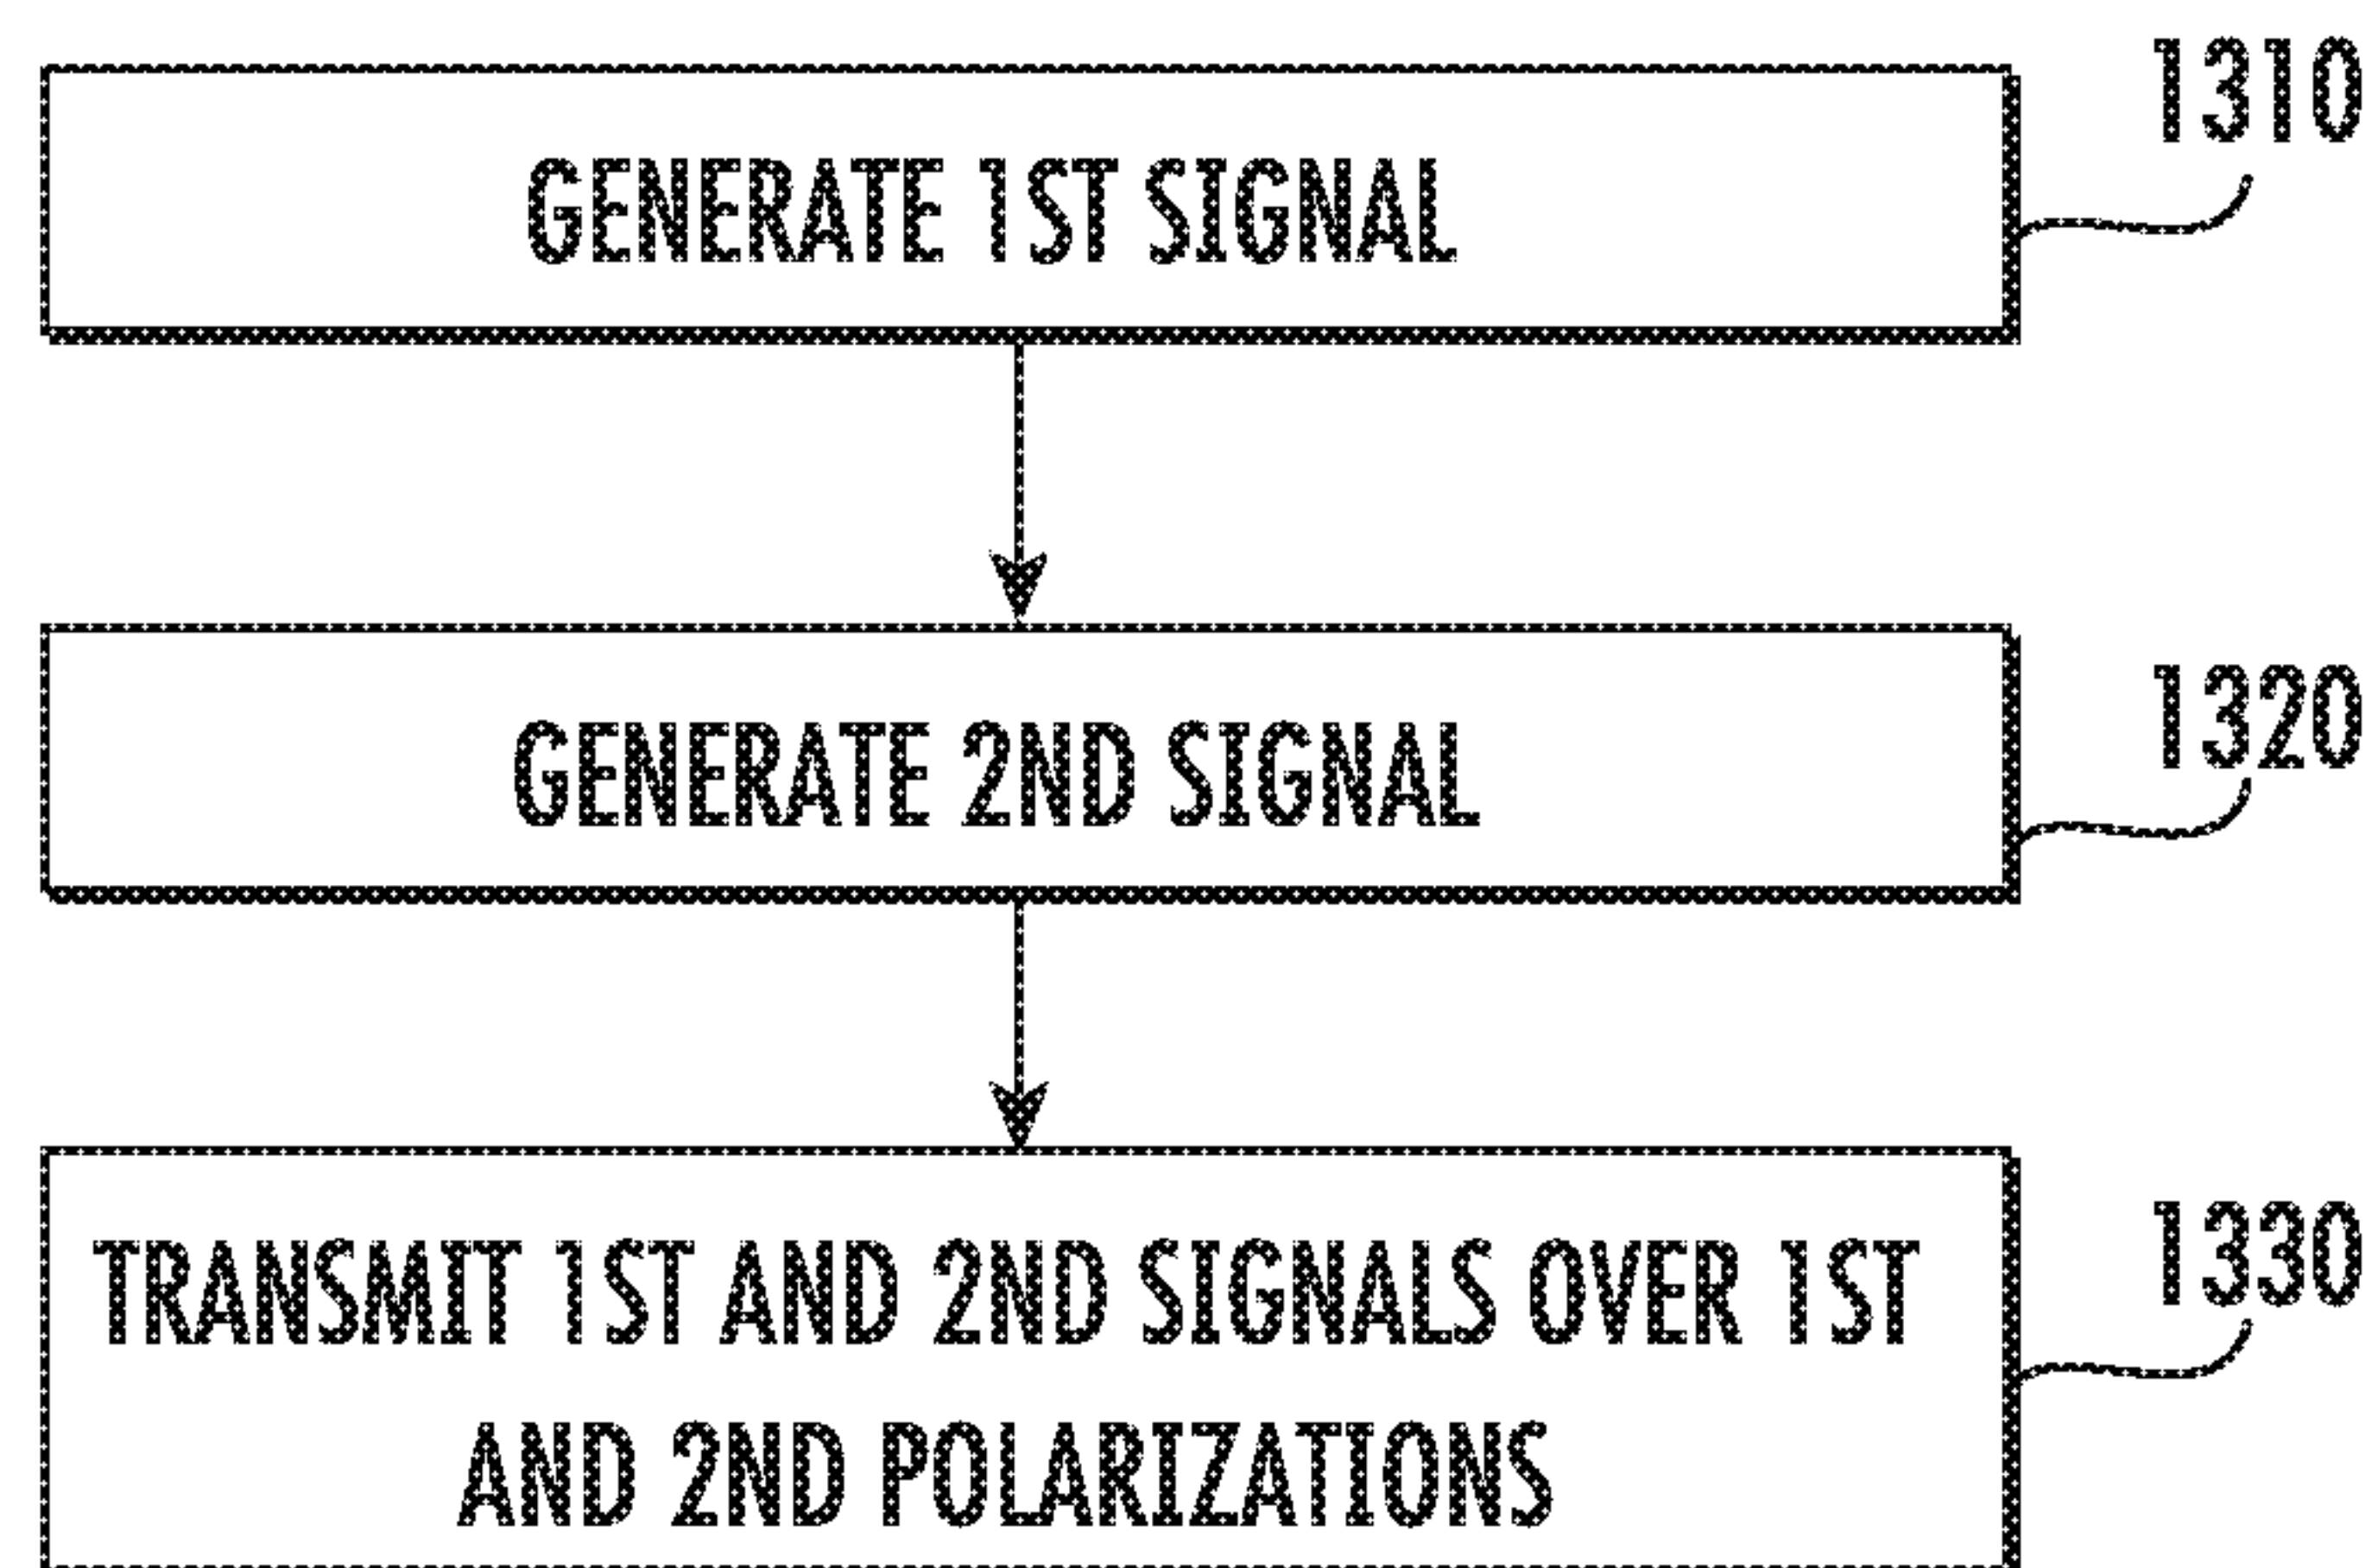 1310
GENERATE 1ST SIGNAL
1320
GENERATE 2ND SIGNAL
1330
TRANSMIT 1ST AND 2ND SIGNALS OVER 1ST
AND 2ND POLARIZATIONS